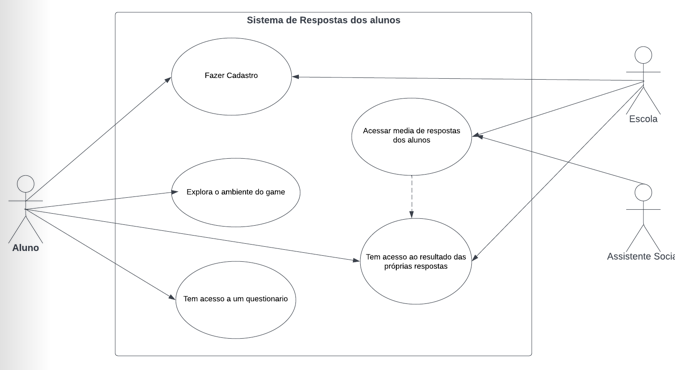 Sistema de Respostas dos alunos
Fazer Cadastro
Acessar media de respostas
dos alunos
Escola
Explora o ambiente do game
Aluno
Tem acesso ao resultado das
próprias respostas
Assistente Socia
Tem acesso a um questionario